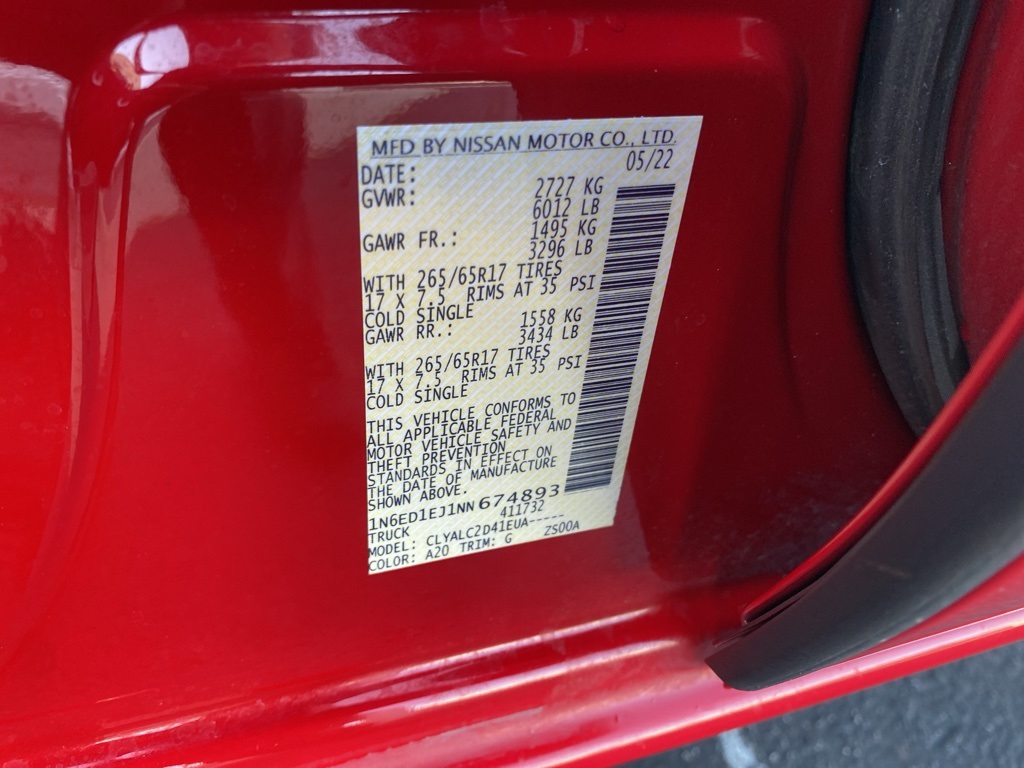 MFD BY NISSAN MOTOR CO., LTD.
DATE: 05/22
GVWR: 2727 KG
6012 LB
GAWR FR.: 1495 KG
3296 LB
WITH 265/65R17 TIRES
17 X 7.5 RIMS AT 35 PSI
COLD SINGLE
GAWR RR.: 1558 KG
3434 LB
WITH 265/65R17 TIRES
17 X 7.5 RIMS AT 35 PSI
COLD SINGLE
THIS VEHICLE CONFORMS TO
ALL APPLICABLE FEDERAL
MOTOR VEHICLE SAFETY AND
THEFT PREVENTION
STANDARDS IN EFFECT ON
THE DATE OF MANUFACTURE
SHOWN ABOVE.
1N6ED1EJ1NN674893
TRUCK 411732
MODEL: CLYALC2D41EUA-----
COLOR: A20 TRIM: G ZS00A